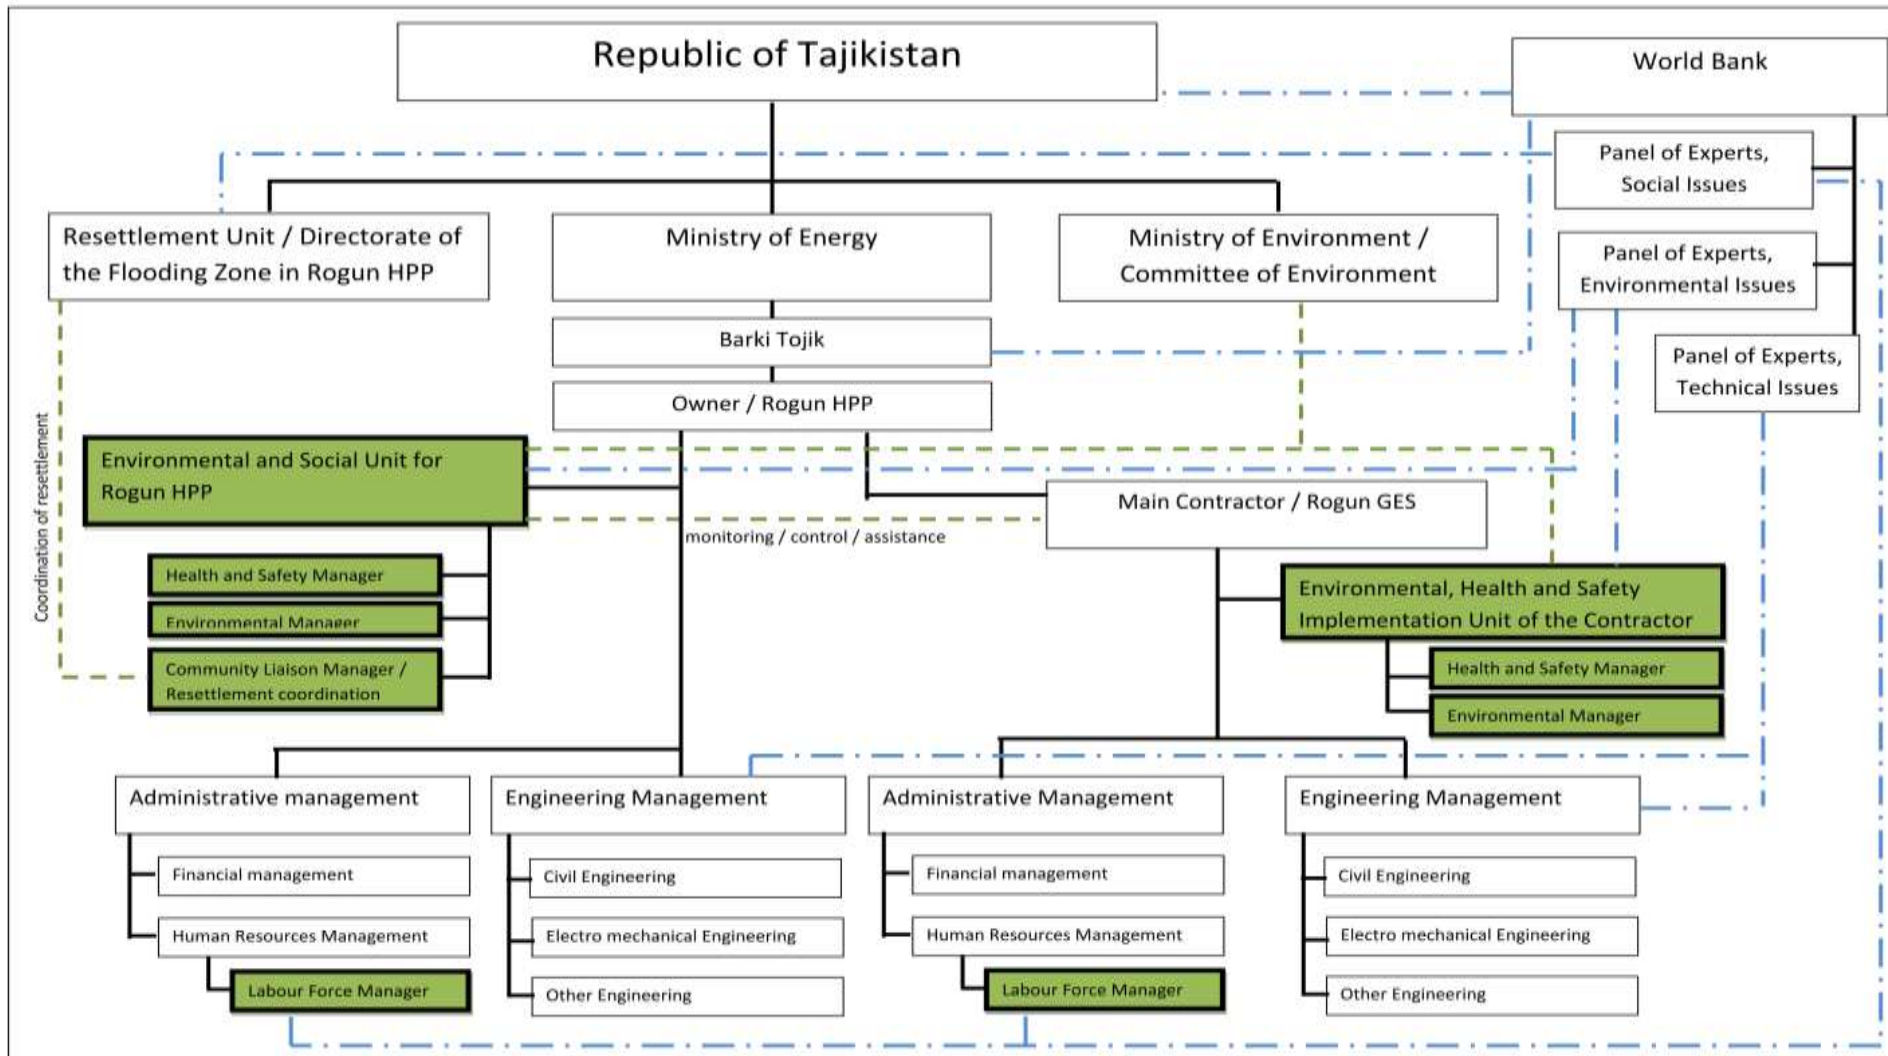 Republic of Tajikistan
World Bank
Panel of Experts,
Social Issues
Resettlement Unit / Directorate of
the Flooding Zone in Rogun HPP
Ministry of Energy
Ministry of Environment /
Committee of Environment
Panel of Experts,
Environmental Issues
Barki Tojik
Panel of Experts,
Technical Issues
Owner / Rogun HPP
Coordination of resettlement
Environmental and Social Unit for
Rogun HPP
Main Contractor / Rogun GES
monitoring / control / assistance
Health and Safety Manager
Environmental Manager
Community Liaison Manager /
Resettlement coordination
Environmental, Health and Safety
Implementation Unit of the Contractor
Health and Safety Manager
Environmental Manager
Administrative management
Financial management
Human Resources Management
Labour Force Manager
Engineering Management
Civil Engineering
Electro mechanical Engineering
Other Engineering
Administrative Management
Financial management
Human Resources Management
Labour Force Manager
Engineering Management
Civil Engineering
Electro mechanical Engineering
Other Engineering